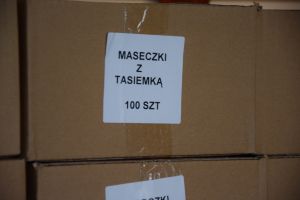 MASECZKI
Z
TASIEMKĄ
100 SZT